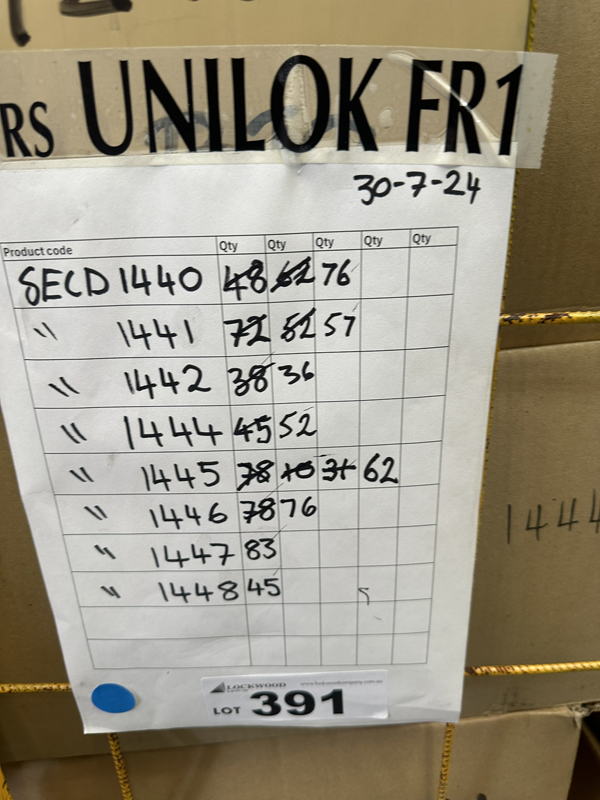 RS UNILOK FR1
30-7-24
Product code Qty Qty Qty Qty Qty
SECD 1440 48 62 76
" 1441 72 52 57
" 1442 38 36
" 1444 45 52
" 1445 78 10 31 62
" 1446 78 76
" 1447 83
" 1448 45
LOCKWOOD
LOT 391
1444